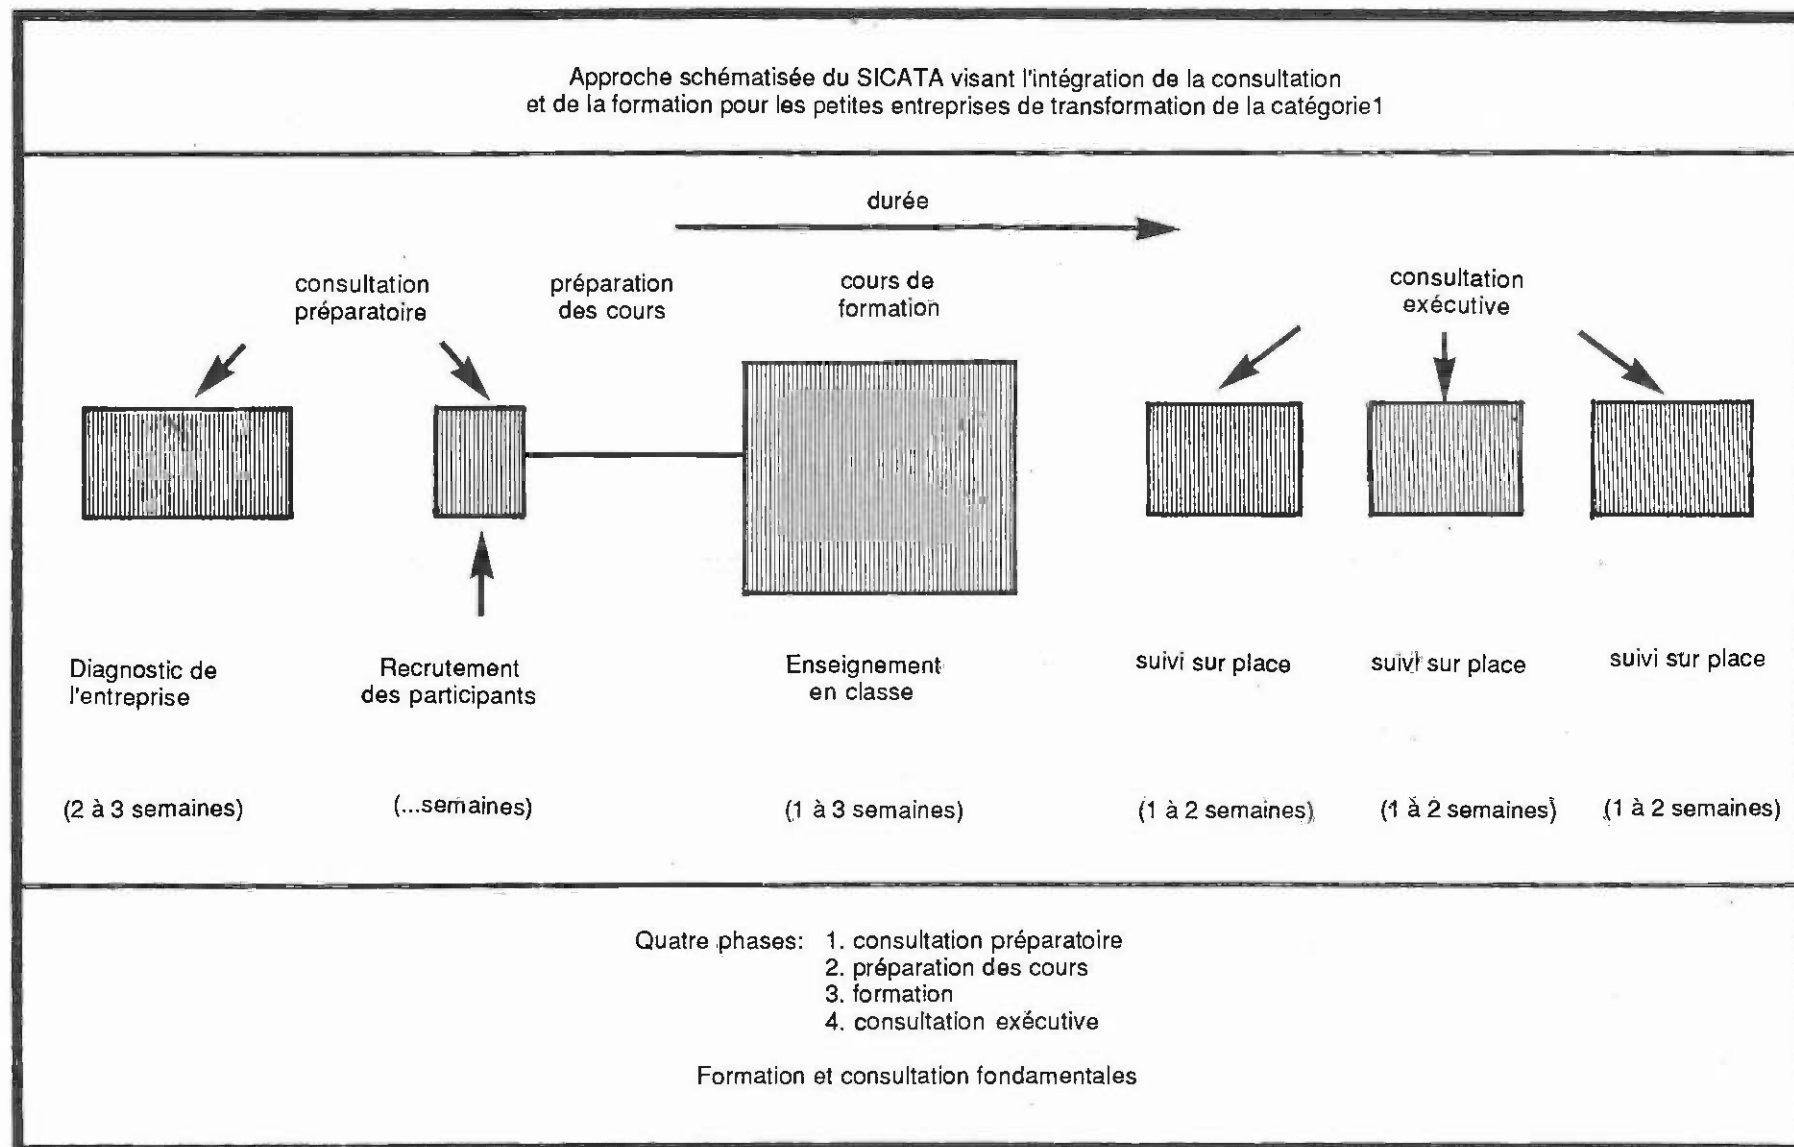 Approche schématisée du SICATA visant l'intégration de la consultation
et de la formation pour les petites entreprises de transformation de la catégorie1
durée
consultation
préparatoire
préparation
des cours
cours de
formation
consultation
exécutive
Diagnostic de
l'entreprise
Recrutement
des participants
Enseignement
en classe
suivi sur place
suivi sur place
suivi sur place
(2 à 3 semaines)
(...semaines)
(1 à 3 semaines)
(1 à 2 semaines)
(1 à 2 semaines)
(1 à 2 semaines)
Quatre phases: 1. consultation préparatoire
2. préparation des cours
3. formation
4. consultation exécutive
Formation et consultation fondamentales